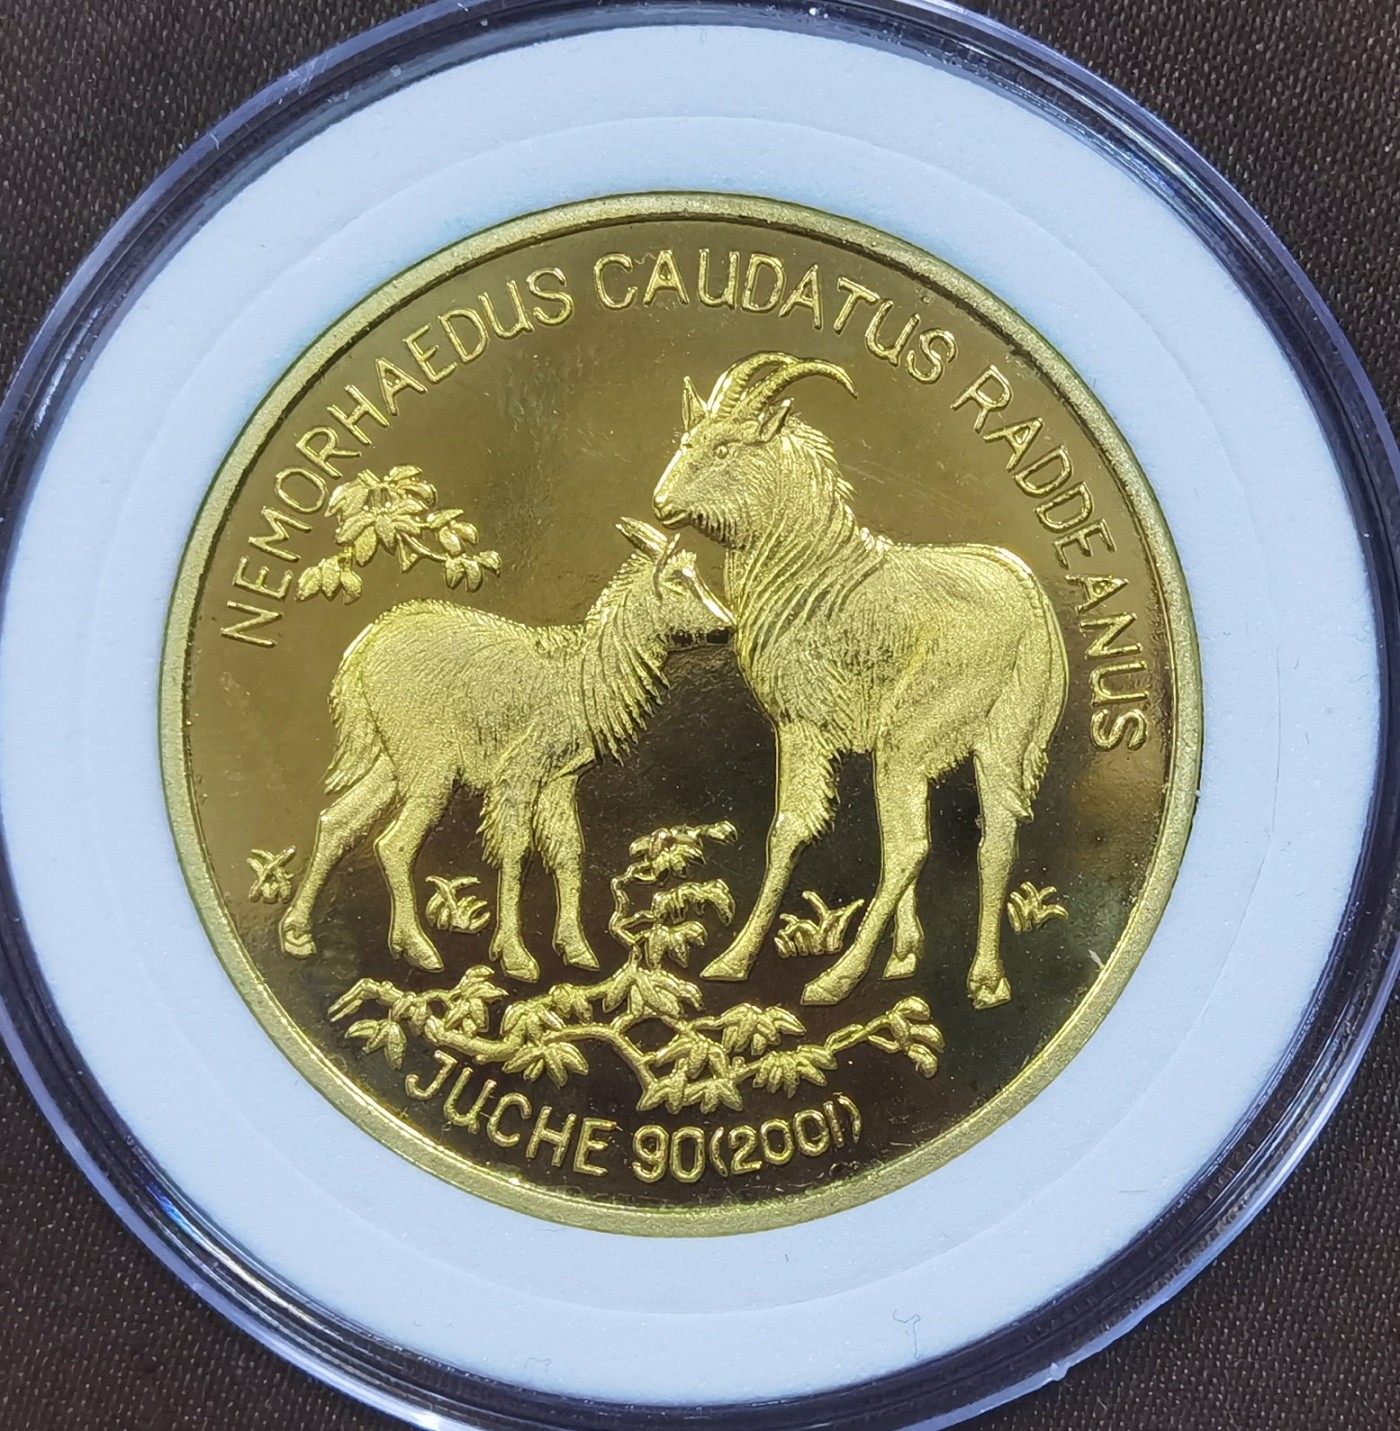 NEMORHAEDUS CAUDATUS RADDEANUS
JUCHE 90(2001)